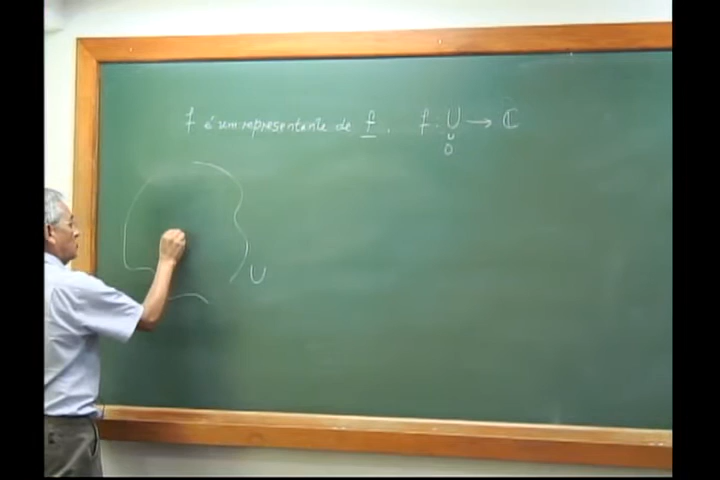 f é um representante de f. f: U → ℂ
∪
0
U